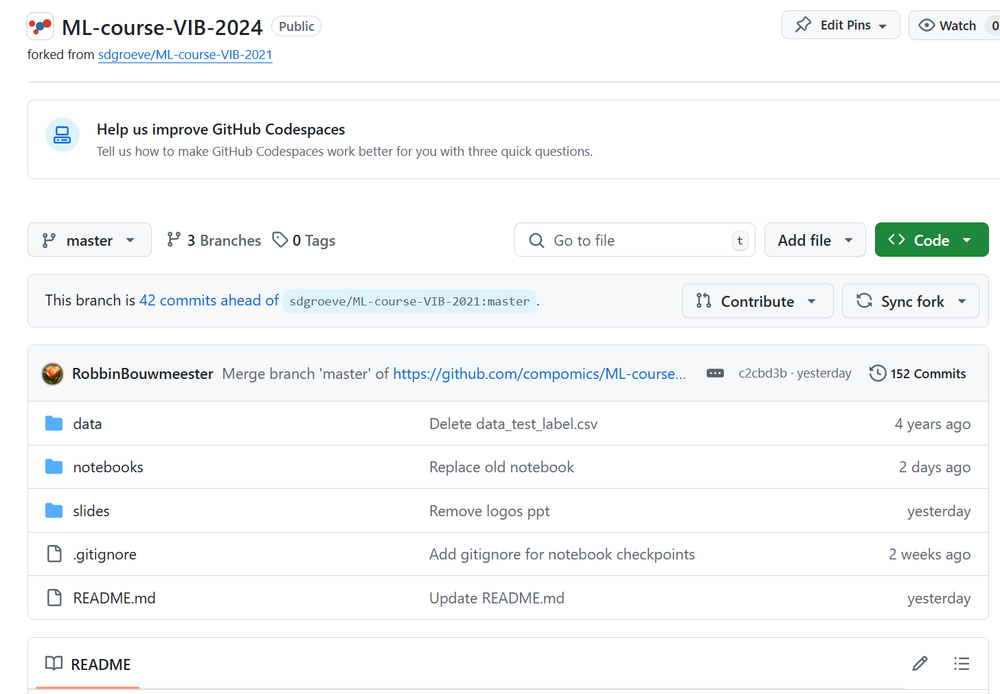 ML-course-VIB-2024 Public Edit Pins Watch 0
forked from sdgroeve/ML-course-VIB-2021
Help us improve GitHub Codespaces
Tell us how to make GitHub Codespaces work better for you with three quick questions.
master 3 Branches 0 Tags Go to file t Add file Code
This branch is 42 commits ahead of sdgroeve/ML-course-VIB-2021:master . Contribute Sync fork
RobbinBouwmeester Merge branch 'master' of https://github.com/compomics/ML-course... c2cbd3b · yesterday 152 Commits
data Delete data_test_label.csv 4 years ago
notebooks Replace old notebook 2 days ago
slides Remove logos ppt yesterday
.gitignore Add gitignore for notebook checkpoints 2 weeks ago
README.md Update README.md yesterday
README